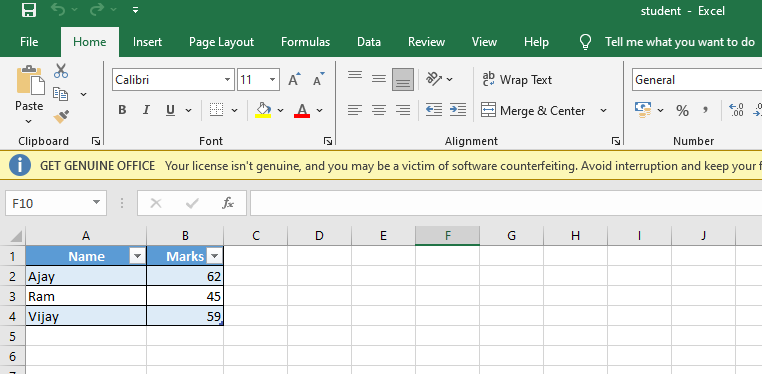 student - Excel
File Home Insert Page Layout Formulas Data Review View Help Tell me what you want to do
Calibri 11 A A ab Wrap Text General
Paste B I U A Merge & Center % , .00
Clipboard Font Alignment Number
GET GENUINE OFFICE Your license isn't genuine, and you may be a victim of software counterfeiting. Avoid interruption and keep your f
F10 fx
A B C D E F G H I J
1 Name Marks
2 Ajay 62
3 Ram 45
4 Vijay 59
5
6